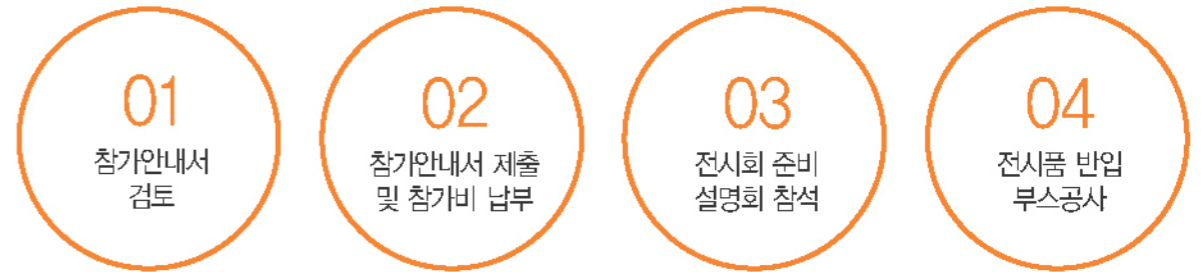 01
참가안내서
검토
02
참가안내서 제출
및 참가비 납부
03
전시회 준비
설명회 참석
04
전시품 반입
부스공사